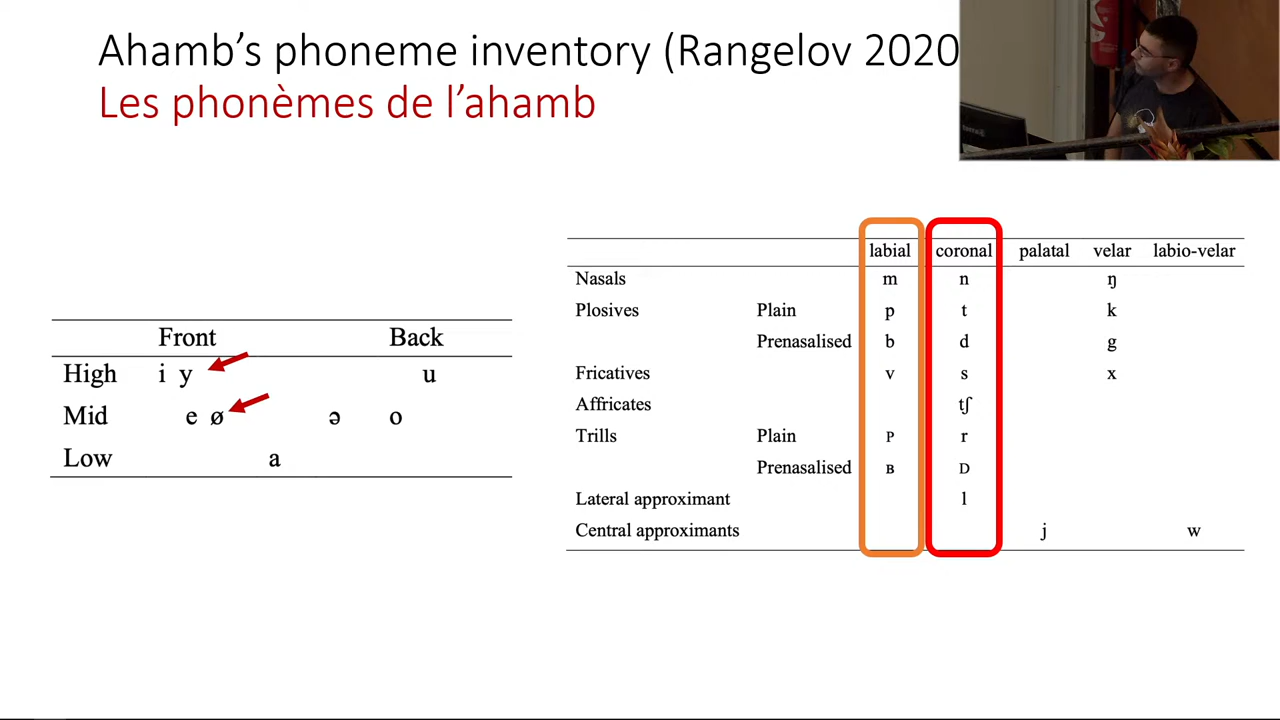 Ahamb’s phoneme inventory (Rangelov 2020
Les phonèmes de l’ahamb
Front Back
High i y u
Mid e ø ə o
Low a
labial coronal palatal velar labio-velar
Nasals m n ŋ
Plosives Plain p t k
Prenasalised b d g
Fricatives v s x
Affricates tʃ
Trills Plain ᴘ r
Prenasalised ʙ ᴅ
Lateral approximant l
Central approximants j w